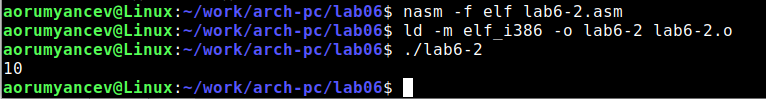 aorumyancev@Linux:~/work/arch-pc/lab06$ nasm -f elf lab6-2.asm
aorumyancev@Linux:~/work/arch-pc/lab06$ ld -m elf_i386 -o lab6-2 lab6-2.o
aorumyancev@Linux:~/work/arch-pc/lab06$ ./lab6-2
10
aorumyancev@Linux:~/work/arch-pc/lab06$